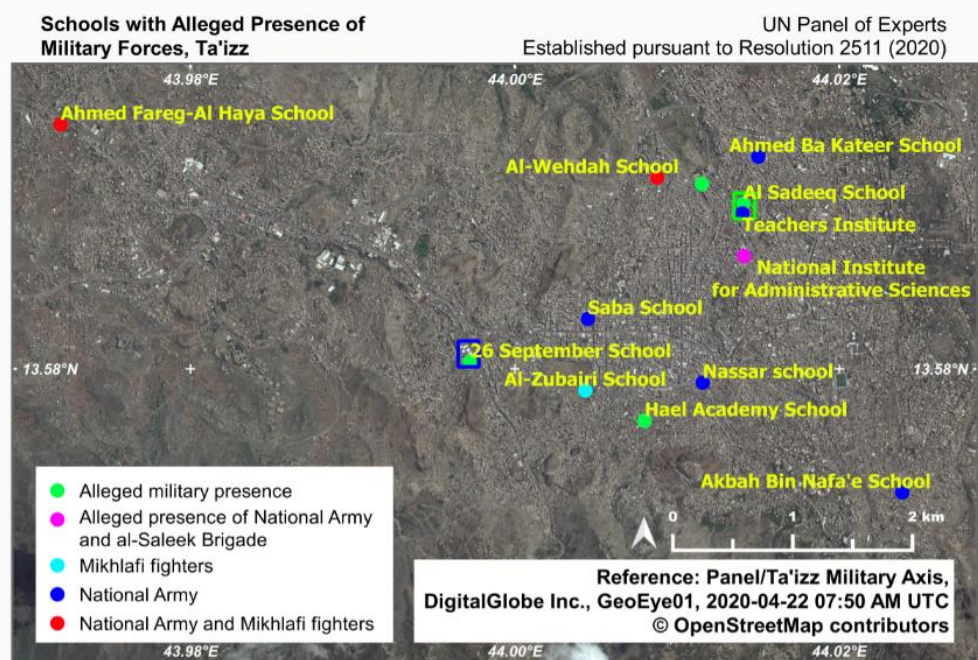 Schools with Alleged Presence of
Military Forces, Ta'izz
UN Panel of Experts
Established pursuant to Resolution 2511 (2020)
43.98°E
44.00°E
44.02°E
Ahmed Fareg-Al Haya School
Ahmed Ba Kateer School
Al-Wehdah School
Al Sadeeq School
Teachers Institute
National Institute
for Administrative Sciences
Saba School
26 September School
13.58°N
13.58°N
Al-Zubairi School
Nassar school
Hael Academy School
Akbah Bin Nafa'e School
Alleged military presence
Alleged presence of National Army
and al-Saleek Brigade
Mikhlafi fighters
National Army
National Army and Mikhlafi fighters
0 1 2 km
Reference: Panel/Ta'izz Military Axis,
DigitalGlobe Inc., GeoEye01, 2020-04-22 07:50 AM UTC
© OpenStreetMap contributors
43.98°E
44.00°E
44.02°E